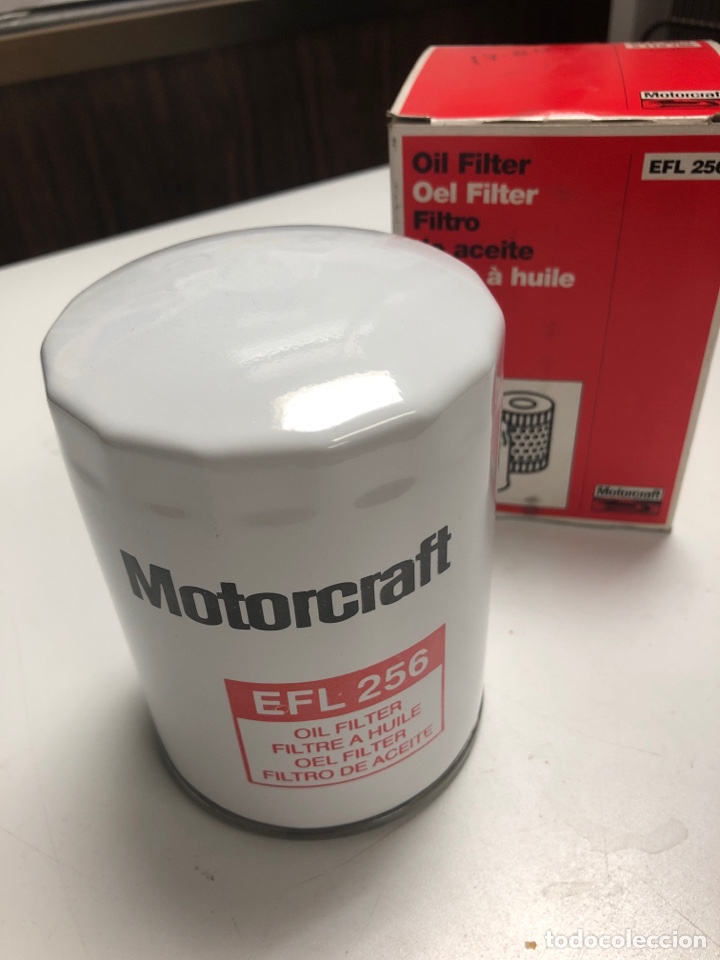 Motorcraft
Oil Filter
Oel Filter
Filtro
aceite
à huile
EFL 256
Motorcraft
Motorcraft
EFL 256
OIL FILTER
FILTRE A HUILE
OEL FILTER
FILTRO DE ACEITE
todocoleccion